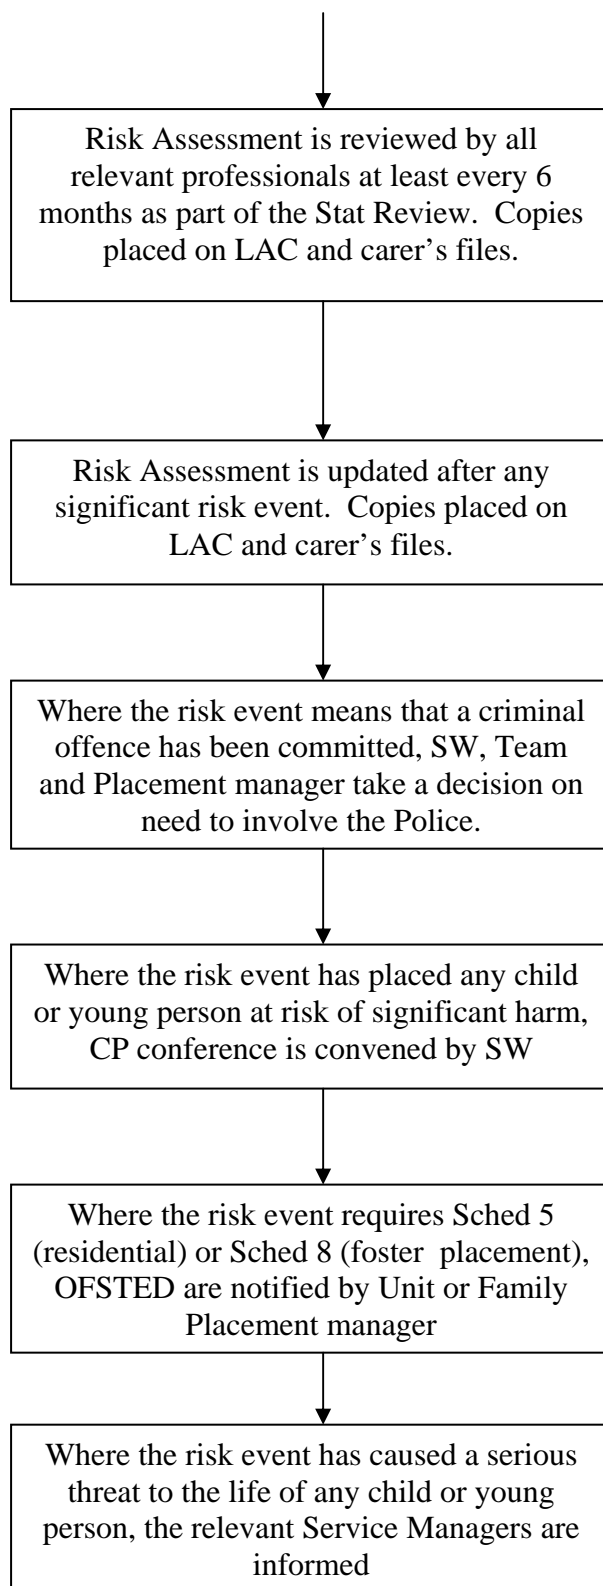 Risk Assessment is reviewed by all
relevant professionals at least every 6
months as part of the Stat Review.  Copies
placed on LAC and carer’s files.
Risk Assessment is updated after any
significant risk event.  Copies placed on
LAC and carer’s files.
Where the risk event means that a criminal
offence has been committed, SW, Team
and Placement manager take a decision on
need to involve the Police.
Where the risk event has placed any child
or young person at risk of significant harm,
CP conference is convened by SW
Where the risk event requires Sched 5
(residential) or Sched 8 (foster  placement),
OFSTED are notified by Unit or Family
Placement manager
Where the risk event has caused a serious
threat to the life of any child or young
person, the relevant Service Managers are
informed